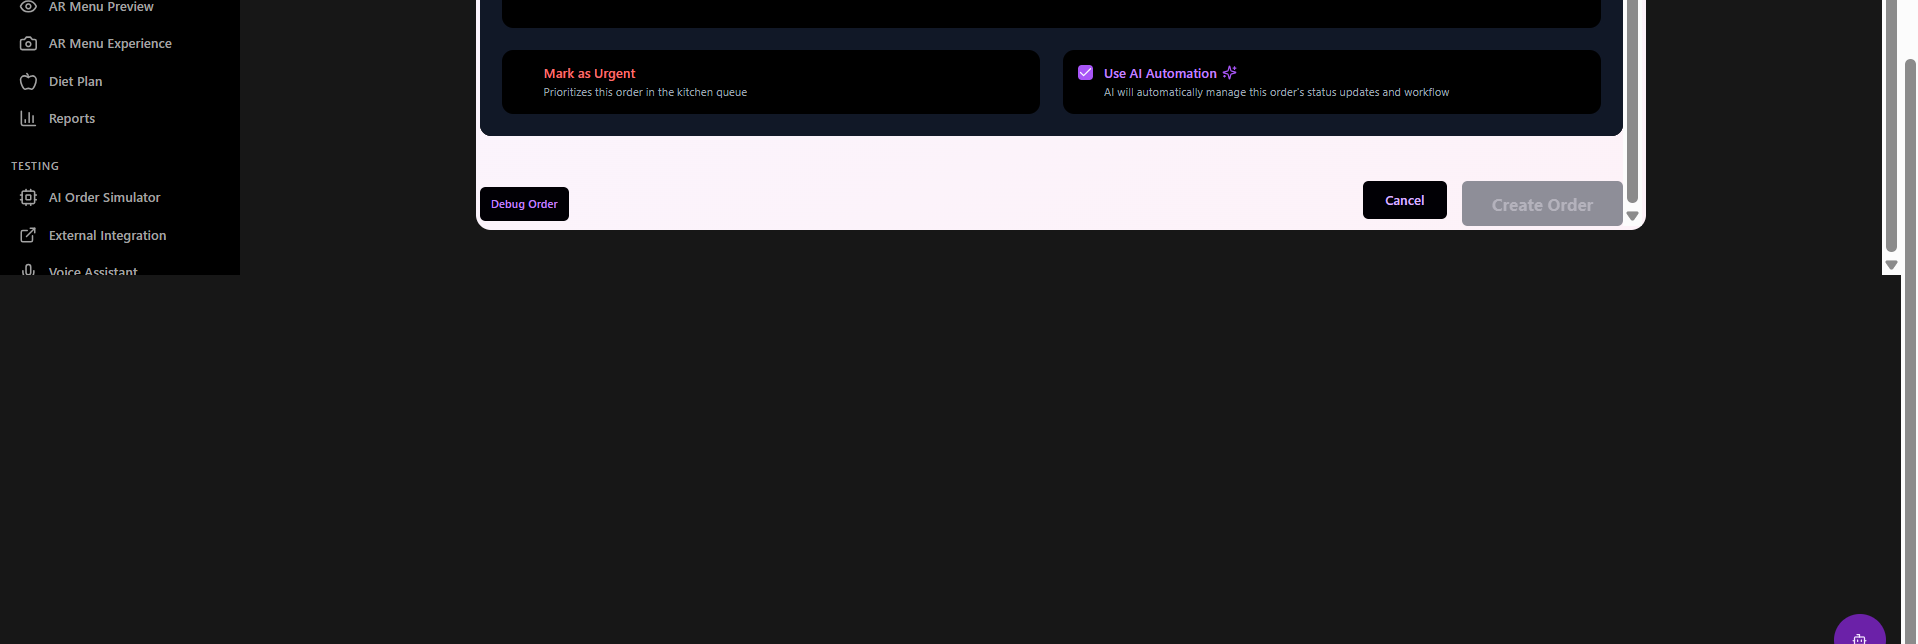 AR Menu Preview
AR Menu Experience
Diet Plan
Reports
TESTING
AI Order Simulator
External Integration
Voice Assistant
Mark as Urgent
Prioritizes this order in the kitchen queue
Use AI Automation
AI will automatically manage this order's status updates and workflow
Debug Order
Cancel
Create Order